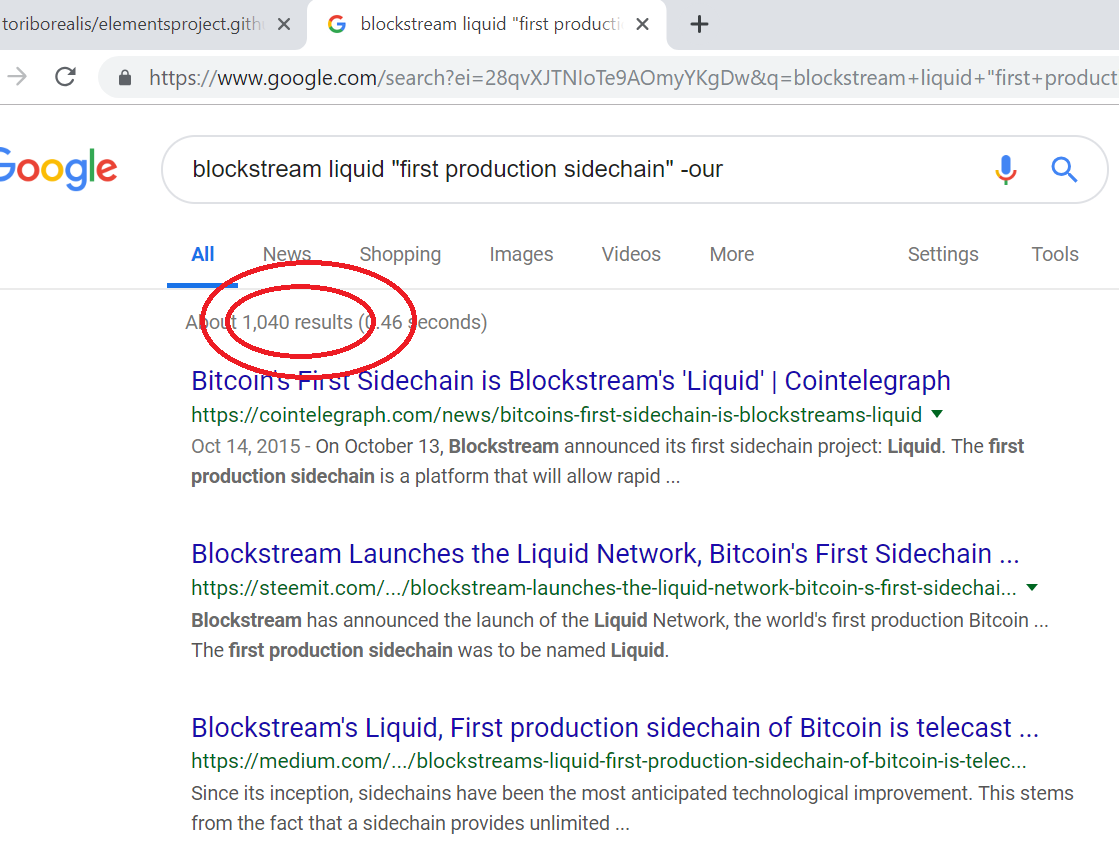 toriborealis/elementsproject.gith
blockstream liquid "first producti
https://www.google.com/search?ei=28qvXJTNIoTe9AOmyYKgDw&q=blockstream+liquid+"first+product
Google
blockstream liquid "first production sidechain" -our
All News Shopping Images Videos More Settings Tools
About 1,040 results (0.46 seconds)
Bitcoin's First Sidechain is Blockstream's 'Liquid' | Cointelegraph
https://cointelegraph.com/news/bitcoins-first-sidechain-is-blockstreams-liquid
Oct 14, 2015 - On October 13, Blockstream announced its first sidechain project: Liquid. The first
production sidechain is a platform that will allow rapid ...
Blockstream Launches the Liquid Network, Bitcoin's First Sidechain ...
https://steemit.com/.../blockstream-launches-the-liquid-network-bitcoin-s-first-sidechai...
Blockstream has announced the launch of the Liquid Network, the world's first production Bitcoin ...
The first production sidechain was to be named Liquid.
Blockstream's Liquid, First production sidechain of Bitcoin is telecast ...
https://medium.com/.../blockstreams-liquid-first-production-sidechain-of-bitcoin-is-telec...
Since its inception, sidechains have been the most anticipated technological improvement. This stems
from the fact that a sidechain provides unlimited ...